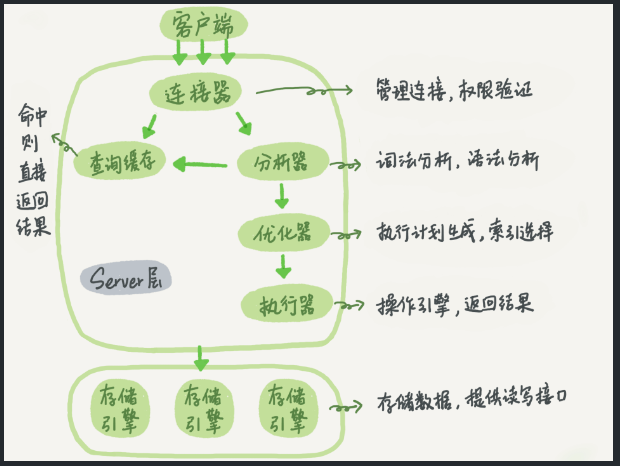 客户端
连接器
管理连接，权限验证
命中
则
直接
返回
结果
查询缓存
分析器
词法分析，语法分析
优化器
执行计划生成，索引选择
Server层
执行器
操作引擎，返回结果
存储
引擎
存储
引擎
存储
引擎
存储数据，提供读写接口